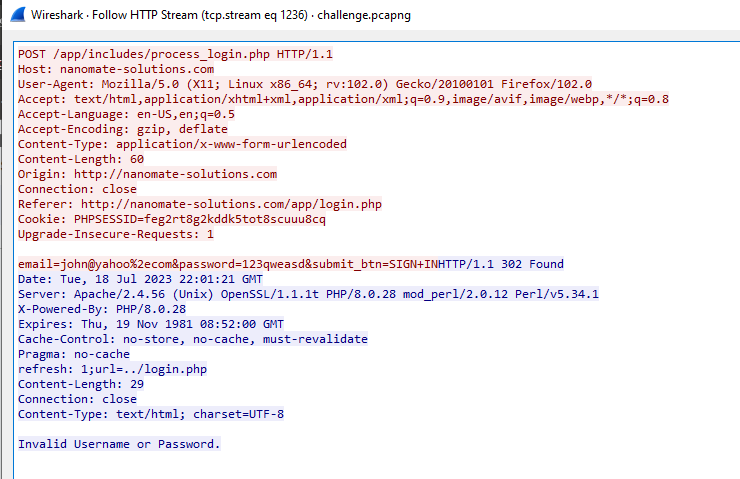 Wireshark · Follow HTTP Stream (tcp.stream eq 1236) · challenge.pcapng
POST /app/includes/process_login.php HTTP/1.1
Host: nanomate-solutions.com
User-Agent: Mozilla/5.0 (X11; Linux x86_64; rv:102.0) Gecko/20100101 Firefox/102.0
Accept: text/html,application/xhtml+xml,application/xml;q=0.9,image/avif,image/webp,*/*;q=0.8
Accept-Language: en-US,en;q=0.5
Accept-Encoding: gzip, deflate
Content-Type: application/x-www-form-urlencoded
Content-Length: 60
Origin: http://nanomate-solutions.com
Connection: close
Referer: http://nanomate-solutions.com/app/login.php
Cookie: PHPSESSID=feg2rt8g2kddk5tot8scuuu8cq
Upgrade-Insecure-Requests: 1
email=john@yahoo%2ecom&password=123qweasd&submit_btn=SIGN+INHTTP/1.1 302 Found
Date: Tue, 18 Jul 2023 22:01:21 GMT
Server: Apache/2.4.56 (Unix) OpenSSL/1.1.1t PHP/8.0.28 mod_perl/2.0.12 Perl/v5.34.1
X-Powered-By: PHP/8.0.28
Expires: Thu, 19 Nov 1981 08:52:00 GMT
Cache-Control: no-store, no-cache, must-revalidate
Pragma: no-cache
refresh: 1;url=../login.php
Content-Length: 29
Connection: close
Content-Type: text/html; charset=UTF-8
Invalid Username or Password.